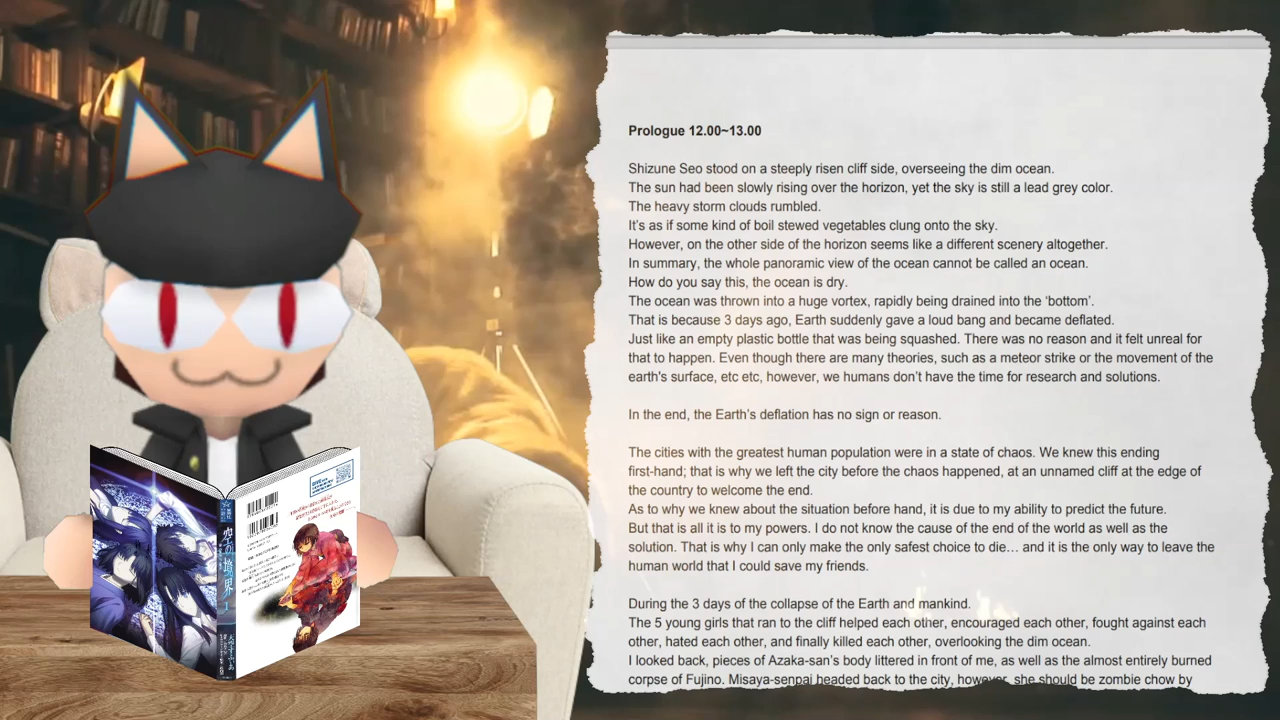 Prologue 12.00~13.00
Shizune Seo stood on a steeply risen cliff side, overseeing the dim ocean.
The sun had been slowly rising over the horizon, yet the sky is still a lead grey color.
The heavy storm clouds rumbled.
It's as if some kind of boil stewed vegetables clung onto the sky.
However, on the other side of the horizon seems like a different scenery altogether.
In summary, the whole panoramic view of the ocean cannot be called an ocean.
How do you say this, the ocean is dry.
The ocean was thrown into a huge vortex, rapidly being drained into the 'bottom'.
That is because 3 days ago, Earth suddenly gave a loud bang and became deflated.
Just like an empty plastic bottle that was being squashed. There was no reason and it felt unreal for
that to happen. Even though there are many theories, such as a meteor strike or the movement of the
earth's surface, etc etc, however, we humans don't have the time for research and solutions.
In the end, the Earth's deflation has no sign or reason.
The cities with the greatest human population were in a state of chaos. We knew this ending
first-hand; that is why we left the city before the chaos happened, at an unnamed cliff at the edge of
the country to welcome the end.
As to why we knew about the situation before hand, it is due to my ability to predict the future.
But that is all it is to my powers. I do not know the cause of the end of the world as well as the
solution. That is why I can only make the only safest choice to die… and it is the only way to leave the
human world that I could save my friends.
During the 3 days of the collapse of the Earth and mankind.
The 5 young girls that ran to the cliff helped each other, encouraged each other, fought against each
other, hated each other, and finally killed each other, overlooking the dim ocean.
I looked back, pieces of Azaka-san's body littered in front of me, as well as the almost entirely burned
corpse of Fujino. Misaya-senpai headed back to the city, however, she should be zombie chow by
空の境界
1